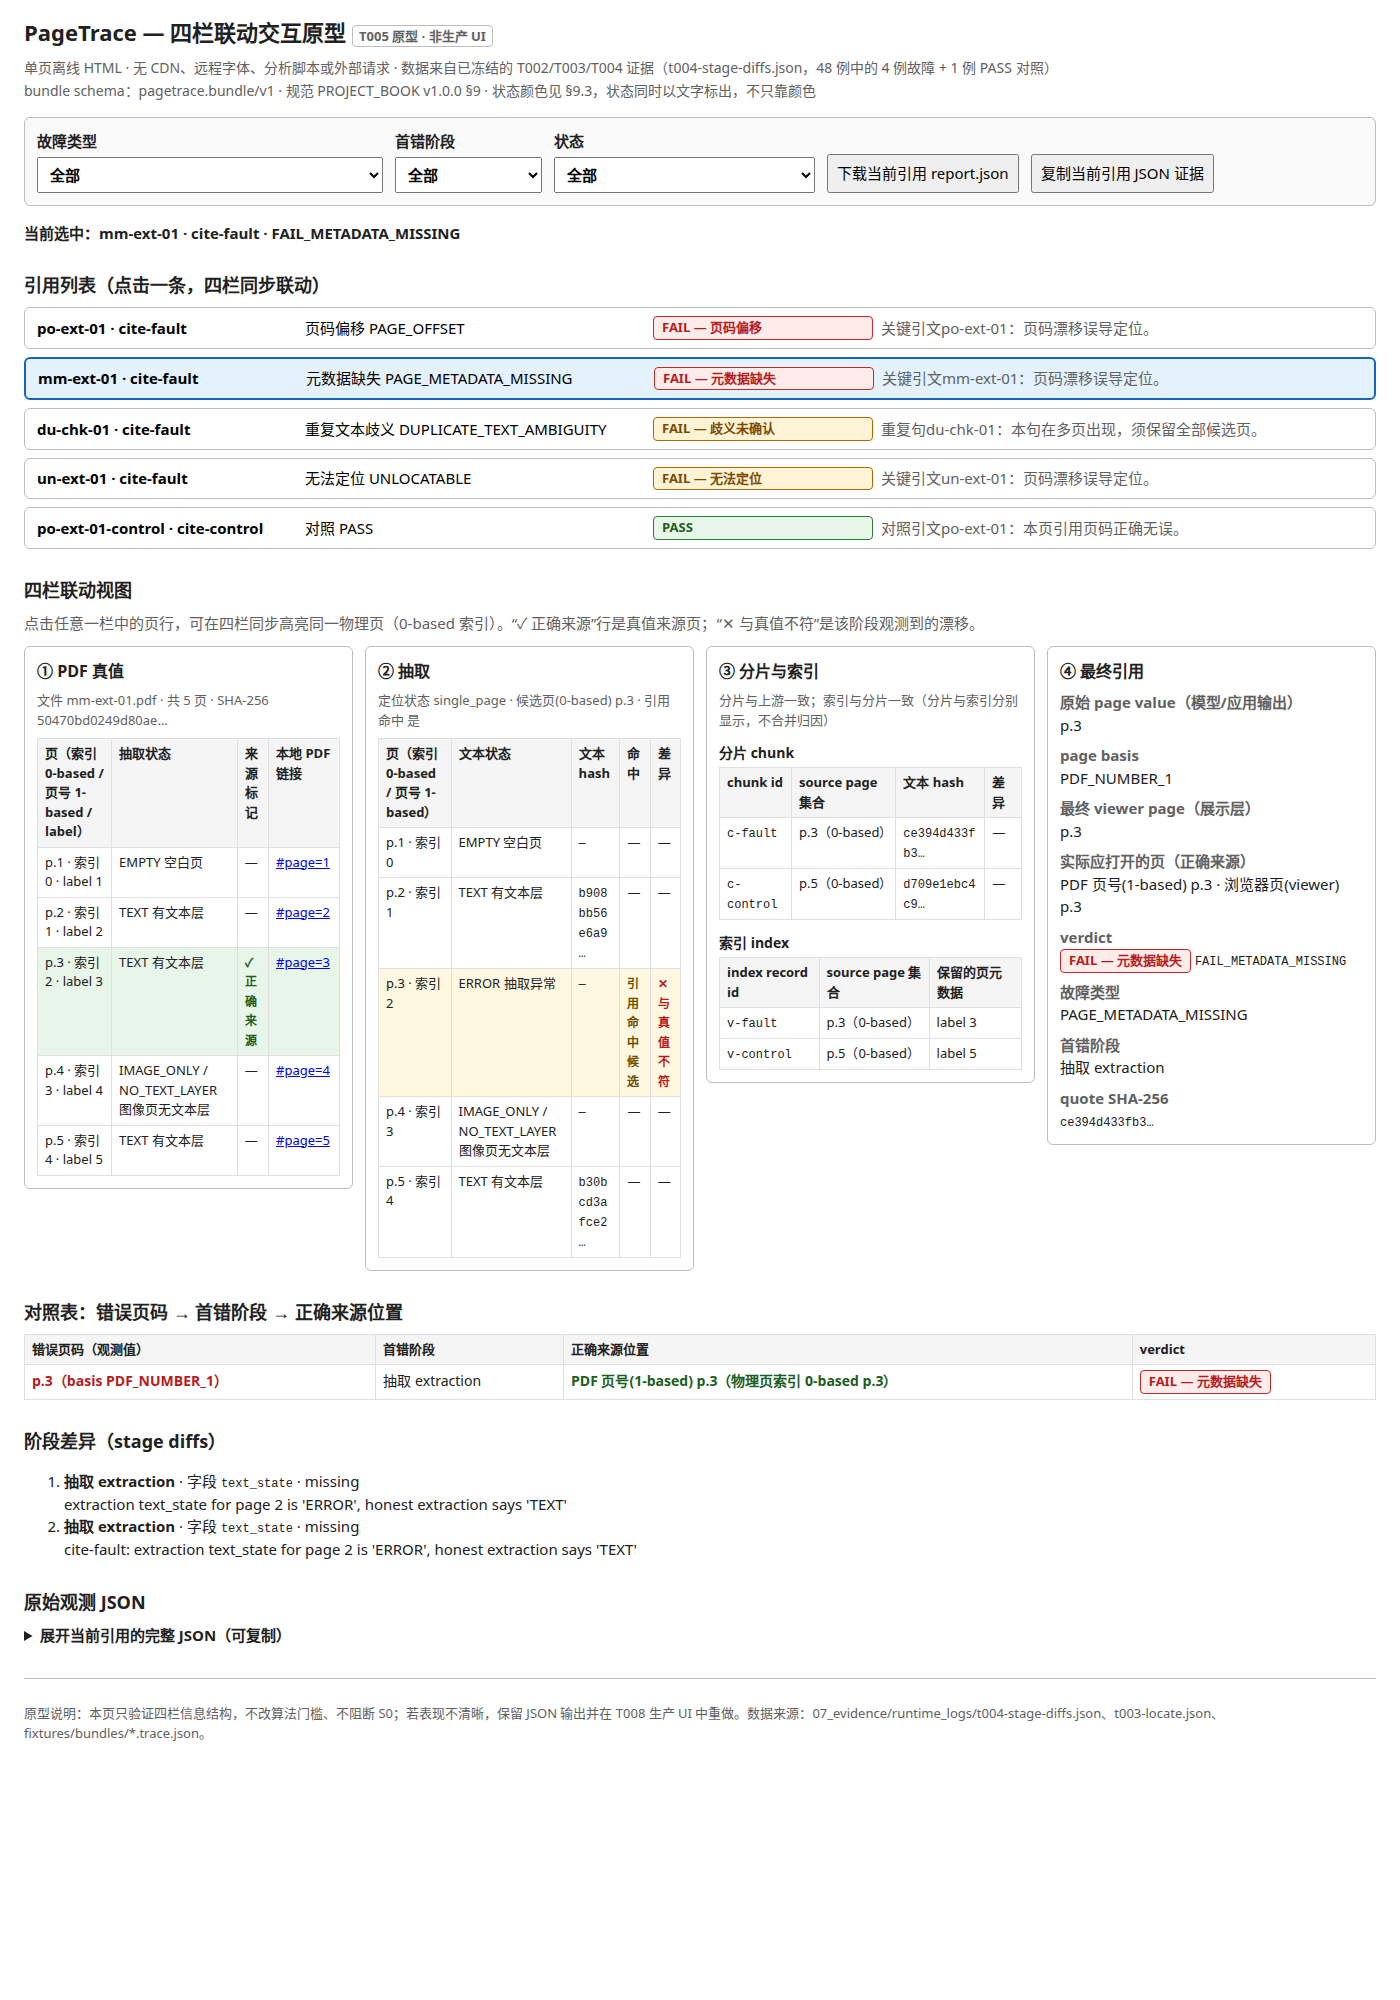 PageTrace — 四栏联动交互原型 T005 原型 · 非生产 UI
单页离线 HTML · 无 CDN、远程字体、分析脚本或外部请求 · 数据来自已冻结的 T002/T003/T004 证据（t004-stage-diffs.json，48 例中的 4 例故障 + 1 例 PASS 对照）
bundle schema：pagetrace.bundle/v1 · 规范 PROJECT_BOOK v1.0.0 §9 · 状态颜色见 §9.3，状态同时以文字标出，不只靠颜色
故障类型 首错阶段 状态
全部 全部 全部 下载当前引用 report.json 复制当前引用 JSON 证据
当前选中：mm-ext-01 · cite-fault · FAIL_METADATA_MISSING
引用列表（点击一条，四栏同步联动）
po-ext-01 · cite-fault 页码偏移 PAGE_OFFSET FAIL — 页码偏移 关键引文po-ext-01：页码漂移误导定位。
mm-ext-01 · cite-fault 元数据缺失 PAGE_METADATA_MISSING FAIL — 元数据缺失 关键引文mm-ext-01：页码漂移误导定位。
du-chk-01 · cite-fault 重复文本歧义 DUPLICATE_TEXT_AMBIGUITY FAIL — 歧义未确认 重复句du-chk-01：本句在多页出现，须保留全部候选页。
un-ext-01 · cite-fault 无法定位 UNLOCATABLE FAIL — 无法定位 关键引文un-ext-01：页码漂移误导定位。
po-ext-01-control · cite-control 对照 PASS PASS 对照引文po-ext-01：本页引用页码正确无误。
四栏联动视图
点击任意一栏中的页行，可在四栏同步高亮同一物理页（0-based 索引）。“✓ 正确来源”行是真值来源页；“✕ 与真值不符”是该阶段观测到的漂移。
① PDF 真值
文件 mm-ext-01.pdf · 共 5 页 · SHA-256
50470bd0249d80ae…
页（索引 0-based / 页号 1-based / label） 抽取状态 来源标记 本地 PDF 链接
p.1 · 索引 0 · label 1 EMPTY 空白页 — #page=1
p.2 · 索引 1 · label 2 TEXT 有文本层 — #page=2
p.3 · 索引 2 · label 3 TEXT 有文本层 ✓ 正确来源 #page=3
p.4 · 索引 3 · label 4 IMAGE_ONLY / NO_TEXT_LAYER 图像页无文本层 — #page=4
p.5 · 索引 4 · label 5 TEXT 有文本层 — #page=5
② 抽取
定位状态 single_page · 候选页(0-based) p.3 · 引用
命中 是
页（索引 0-based / 页号 1-based） 文本状态 文本 hash 命中 差异
p.1 · 索引 0 EMPTY 空白页 — — —
p.2 · 索引 1 TEXT 有文本层 b908bb56e6a9… — —
p.3 · 索引 2 ERROR 抽取异常 — 引用命中候选 ✕ 与真值不符
p.4 · 索引 3 IMAGE_ONLY / NO_TEXT_LAYER 图像页无文本层 — — —
p.5 · 索引 4 TEXT 有文本层 b30bcd3afce2… — —
③ 分片与索引
分片与上游一致；索引与分片一致（分片与索引分别
显示，不合并归因）
分片 chunk
chunk id source page 集合 文本 hash 差异
c-fault p.3（0-based） ce394d433fb3… —
c-control p.5（0-based） d709e1ebc4c9… —
索引 index
index record id source page 集合 保留的页元数据
v-fault p.3（0-based） label 3
v-control p.5（0-based） label 5
④ 最终引用
原始 page value（模型/应用输出）
p.3
page basis
PDF_NUMBER_1
最终 viewer page（展示层）
p.3
实际应打开的页（正确来源）
PDF 页号(1-based) p.3 · 浏览器页(viewer)
p.3
verdict
FAIL — 元数据缺失 FAIL_METADATA_MISSING
故障类型
PAGE_METADATA_MISSING
首错阶段
抽取 extraction
quote SHA-256
ce394d433fb3…
对照表：错误页码 → 首错阶段 → 正确来源位置
错误页码（观测值） 首错阶段 正确来源位置 verdict
p.3（basis PDF_NUMBER_1） 抽取 extraction PDF 页号(1-based) p.3（物理页索引 0-based p.3） FAIL — 元数据缺失
阶段差异（stage diffs）
1. 抽取 extraction · 字段 text_state · missing
extraction text_state for page 2 is 'ERROR', honest extraction says 'TEXT'
2. 抽取 extraction · 字段 text_state · missing
cite-fault: extraction text_state for page 2 is 'ERROR', honest extraction says 'TEXT'
原始观测 JSON
▶ 展开当前引用的完整 JSON（可复制）
原型说明：本页只验证四栏信息结构，不改算法门槛、不阻断 S0；若表现不清晰，保留 JSON 输出并在 T008 生产 UI 中重做。数据来源：07_evidence/runtime_logs/t004-stage-diffs.json、t003-locate.json、
fixtures/bundles/*.trace.json。